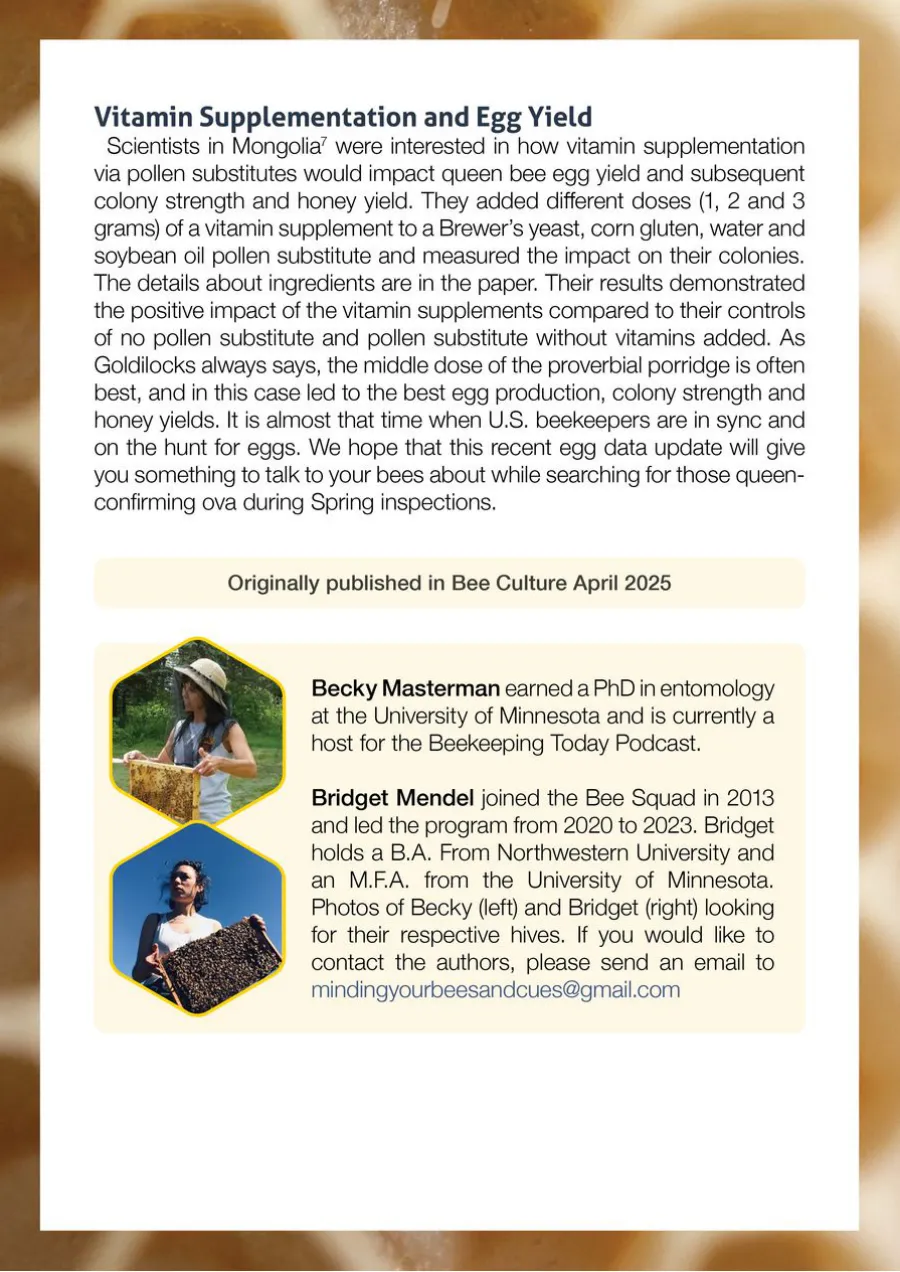 Vitamin Supplementation and Egg Yield
Scientists in Mongolia7 were interested in how vitamin supplementation
via pollen substitutes would impact queen bee egg yield and subsequent
colony strength and honey yield. They added different doses (1, 2 and 3
grams) of a vitamin supplement to a Brewer’s yeast, corn gluten, water and
soybean oil pollen substitute and measured the impact on their colonies.
The details about ingredients are in the paper. Their results demonstrated
the positive impact of the vitamin supplements compared to their controls
of no pollen substitute and pollen substitute without vitamins added. As
Goldilocks always says, the middle dose of the proverbial porridge is often
best, and in this case led to the best egg production, colony strength and
honey yields. It is almost that time when U.S. beekeepers are in sync and
on the hunt for eggs. We hope that this recent egg data update will give
you something to talk to your bees about while searching for those queen-
confirming ova during Spring inspections.
Originally published in Bee Culture April 2025
Becky Masterman earned a PhD in entomology
at the University of Minnesota and is currently a
host for the Beekeeping Today Podcast.
Bridget Mendel joined the Bee Squad in 2013
and led the program from 2020 to 2023. Bridget
holds a B.A. From Northwestern University and
an M.F.A. from the University of Minnesota.
Photos of Becky (left) and Bridget (right) looking
for their respective hives. If you would like to
contact the authors, please send an email to
mindingyourbeesandcues@gmail.com